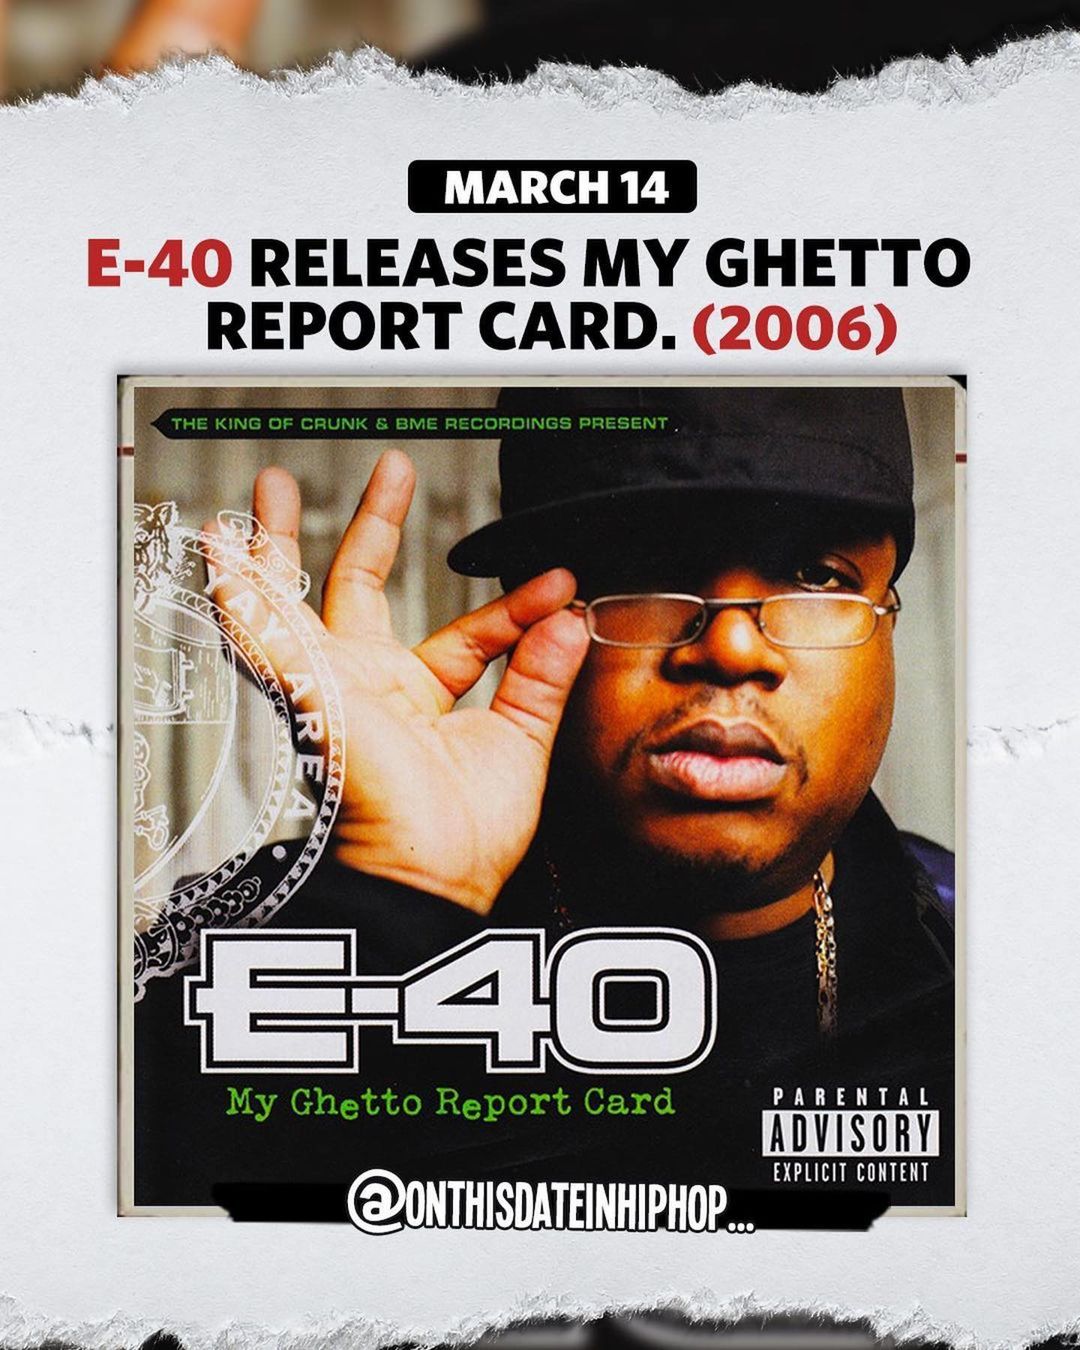 MARCH 14
E-40 RELEASES MY GHETTO
REPORT CARD. (2006)
THE KING OF CRUNK & BME RECORDINGS PRESENT
BAY AREA
E-40
My Ghetto Report Card
PARENTAL
ADVISORY
EXPLICIT CONTENT
@ONTHISDATEINHIPHOP...